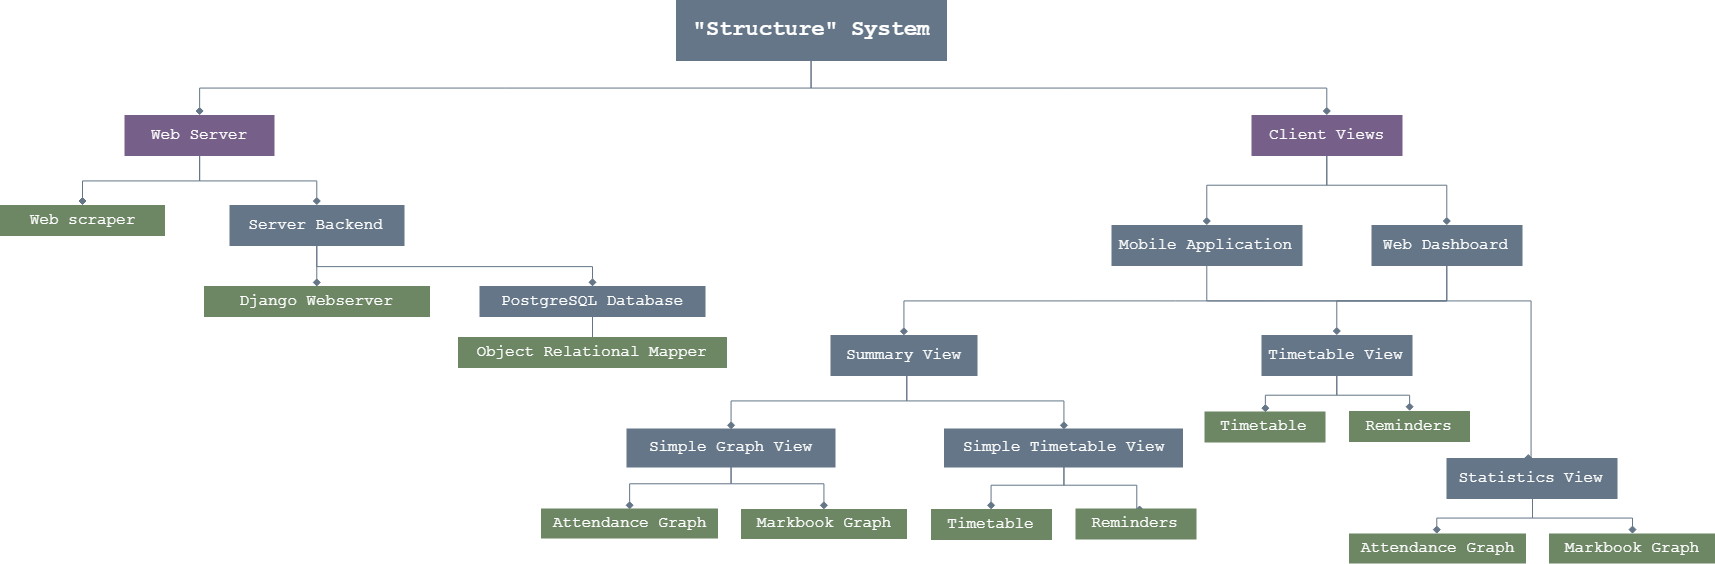 "Structure" System
Web Server
Client Views
Web scraper
Server Backend
Mobile Application
Web Dashboard
Django Webserver
PostgreSQL Database
Object Relational Mapper
Summary View
Timetable View
Timetable
Reminders
Simple Graph View
Simple Timetable View
Statistics View
Attendance Graph
Markbook Graph
Timetable
Reminders
Attendance Graph
Markbook Graph